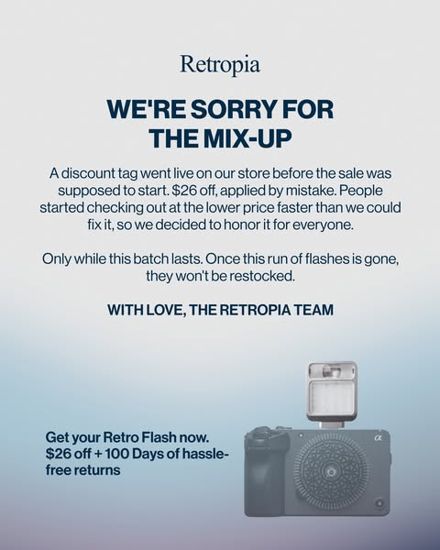 Retropia
WE'RE SORRY FOR
THE MIX-UP
A discount tag went live on our store before the sale was
supposed to start. $26 off, applied by mistake. People
started checking out at the lower price faster than we could
fix it, so we decided to honor it for everyone.
Only while this batch lasts. Once this run of flashes is gone,
they won't be restocked.
WITH LOVE, THE RETROPIA TEAM
Get your Retro Flash now.
$26 off + 100 Days of hassle-
free returns
α